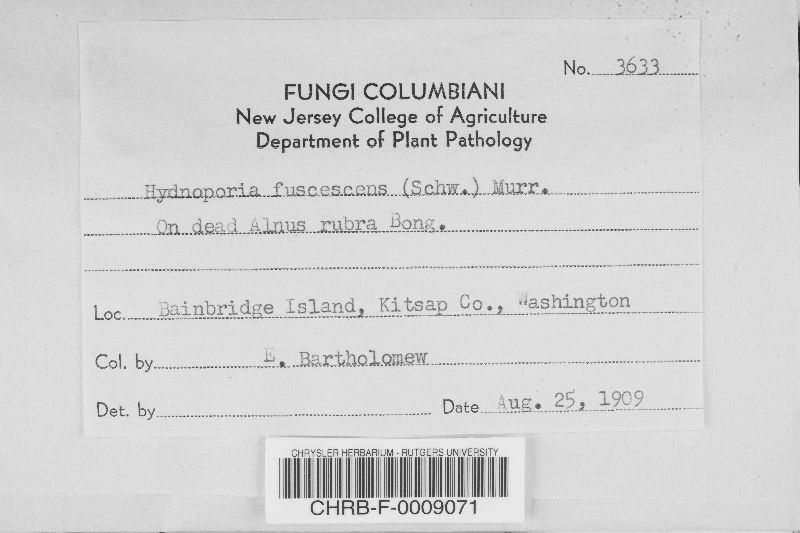 No. 3633
FUNGI COLUMBIANI
New Jersey College of Agriculture
Department of Plant Pathology
Hydnoporia fuscescens (Schw.) Murr.
On dead Alnus rubra Bong.
Loc. Bainbridge Island, Kitsap Co., Washington
Col. by E. Bartholomew
Det. by
Date Aug. 25, 1909
CHRYSLER HERBARIUM - RUTGERS UNIVERSITY
CHRB-F-0009071